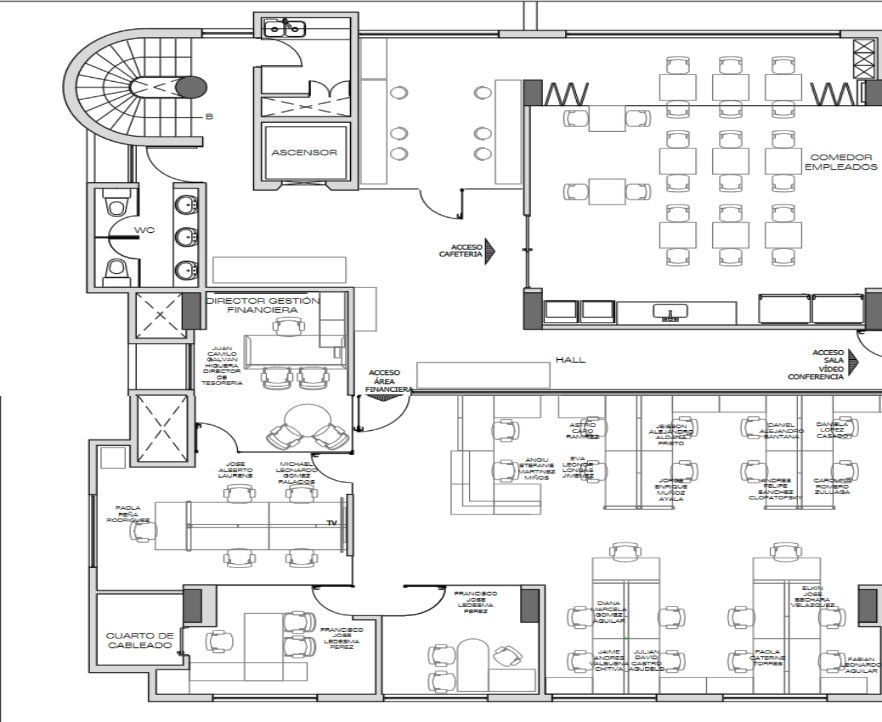 B
ASCENSOR
COMEDOR
EMPLEADOS
WC
ACCESO
CAFETERIA
DIRECTOR GESTIÓN
FINANCIERA
JUAN
CAMILO
GALVAN
HIGUERA
DIRECTOR
DE
TESORERIA
HALL
ACCESO
SALA
VÍDEO
CONFERENCIA
ACCESO
ÁREA
FINANCIERA
ASTRID
CARO
RAMIREZ
JEISSON
ALEJANDRO
ALDANA
PRIETO
DANIEL
ALEJANDRO
SANTANA
DANIELA
LOPEZ
CASADO
JOSE
ALBERTO
LAURENS
MICHAEL
LEONARDO
GOMEZ
PALACIOS
ANGIU
STEFANIE
MARTINEZ
MIÑOS
EVA
LEONOR
LONGAS
JIMENEZ
JORGE
ENRIQUE
MUÑOZ
AYALA
ANDRES
FELIPE
SANCHEZ
CLOPATOFSKY
CAROLINA
ROMERO
ZULUAGA
PAOLA
PEÑA
RODRIGUEZ
TV
FRANCISCO
JOSE
LEDESMA
PEREZ
DIANA
MARCELA
GOMEZ
AGUILAR
ELKIN
JOSE
BECHARA
VELAZQUEZ
CUARTO DE
CABLEADO
FRANCISCO
JOSE
LEDESMA
PEREZ
JAIME
ANDRES
VALBUENA
CHITIVA
JULIAN
DAVID
CASTRO
AGUDELO
PAOLA
CATERINE
TORRES
FABIAN
LEONARDO
AGUILAR